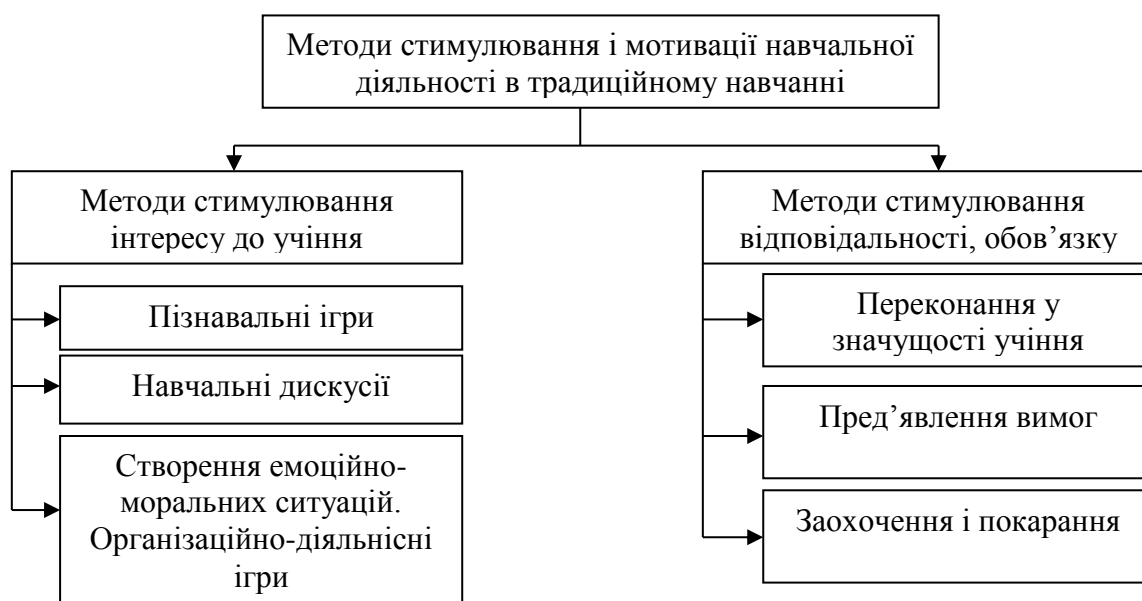 Методи стимулювання і мотивації навчальної
діяльності в традиційному навчанні
Методи стимулювання
інтересу до учіння
Пізнавальні ігри
Навчальні дискусії
Створення емоційно-
моральних ситуацій.
Організаційно-діяльнісні
ігри
Методи стимулювання
відповідальності, обов’язку
Переконання у
значущості учіння
Пред’явлення вимог
Заохочення і покарання